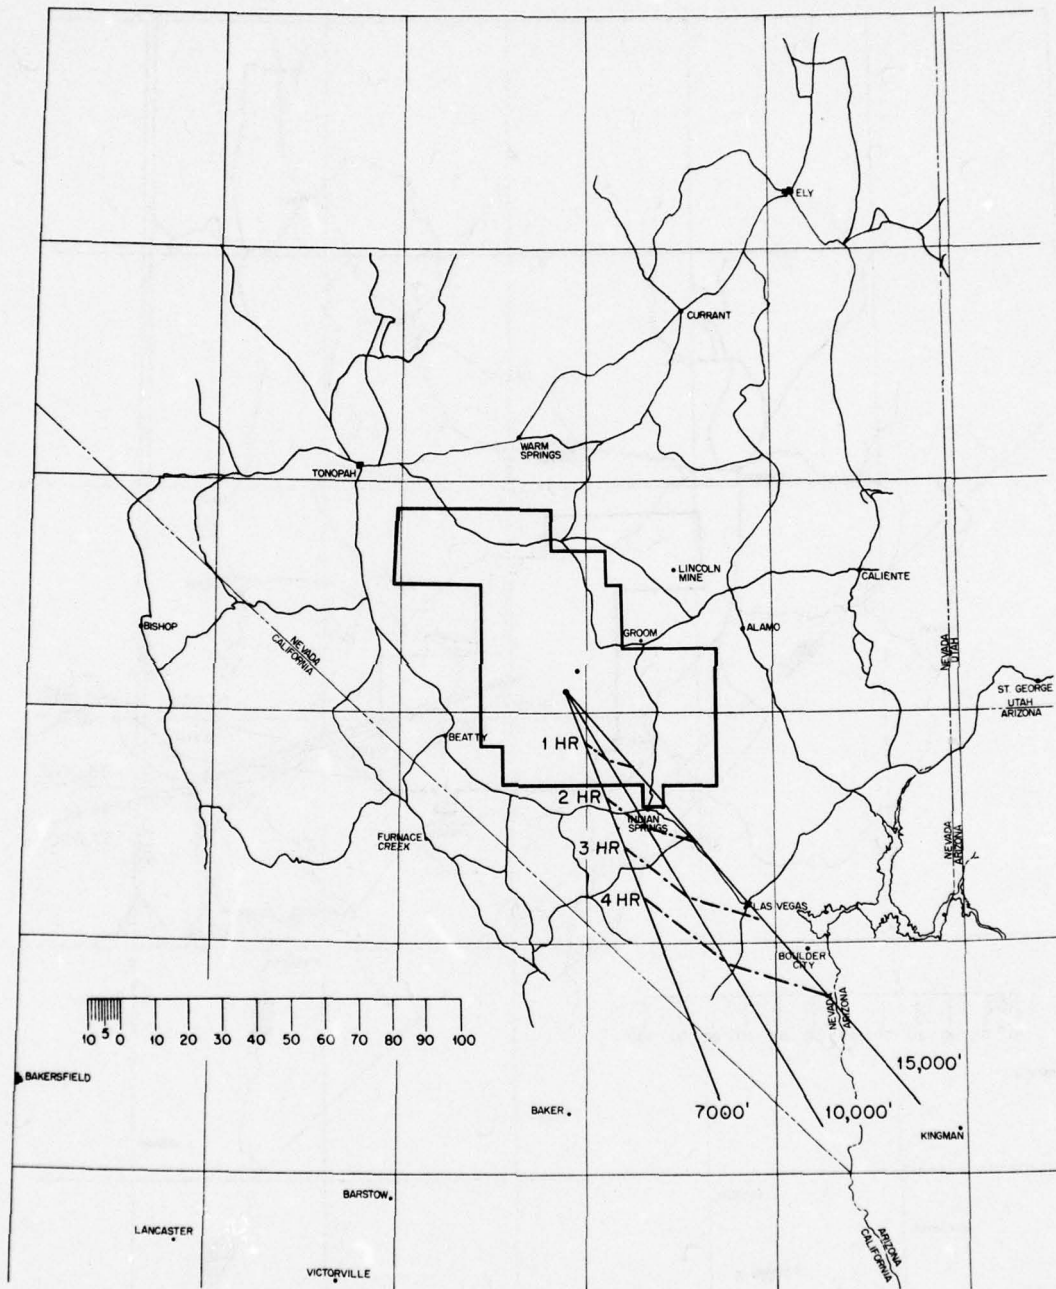 ELY
CURRANT
WARM
SPRINGS
TONOPAH
LINCOLN
MINE
CALIENTE
BISHOP
NEVADA
CALIFORNIA
GROOM
ALAMO
NEVADA
UTAH
ST. GEORGE
UTAH
ARIZONA
BEATTY
1 HR
2 HR
INDIAN
SPRINGS
FURNACE
CREEK
3 HR
NEVADA
ARIZONA
4 HR
LAS VEGAS
BOULDER
CITY
NEVADA
ARIZONA
10 5 0 10 20 30 40 50 60 70 80 90 100
15,000'
BAKERSFIELD
BAKER
7000'
10,000'
KINGMAN
BARSTOW
LANCASTER
ARIZONA
CALIFORNIA
VICTORVILLE